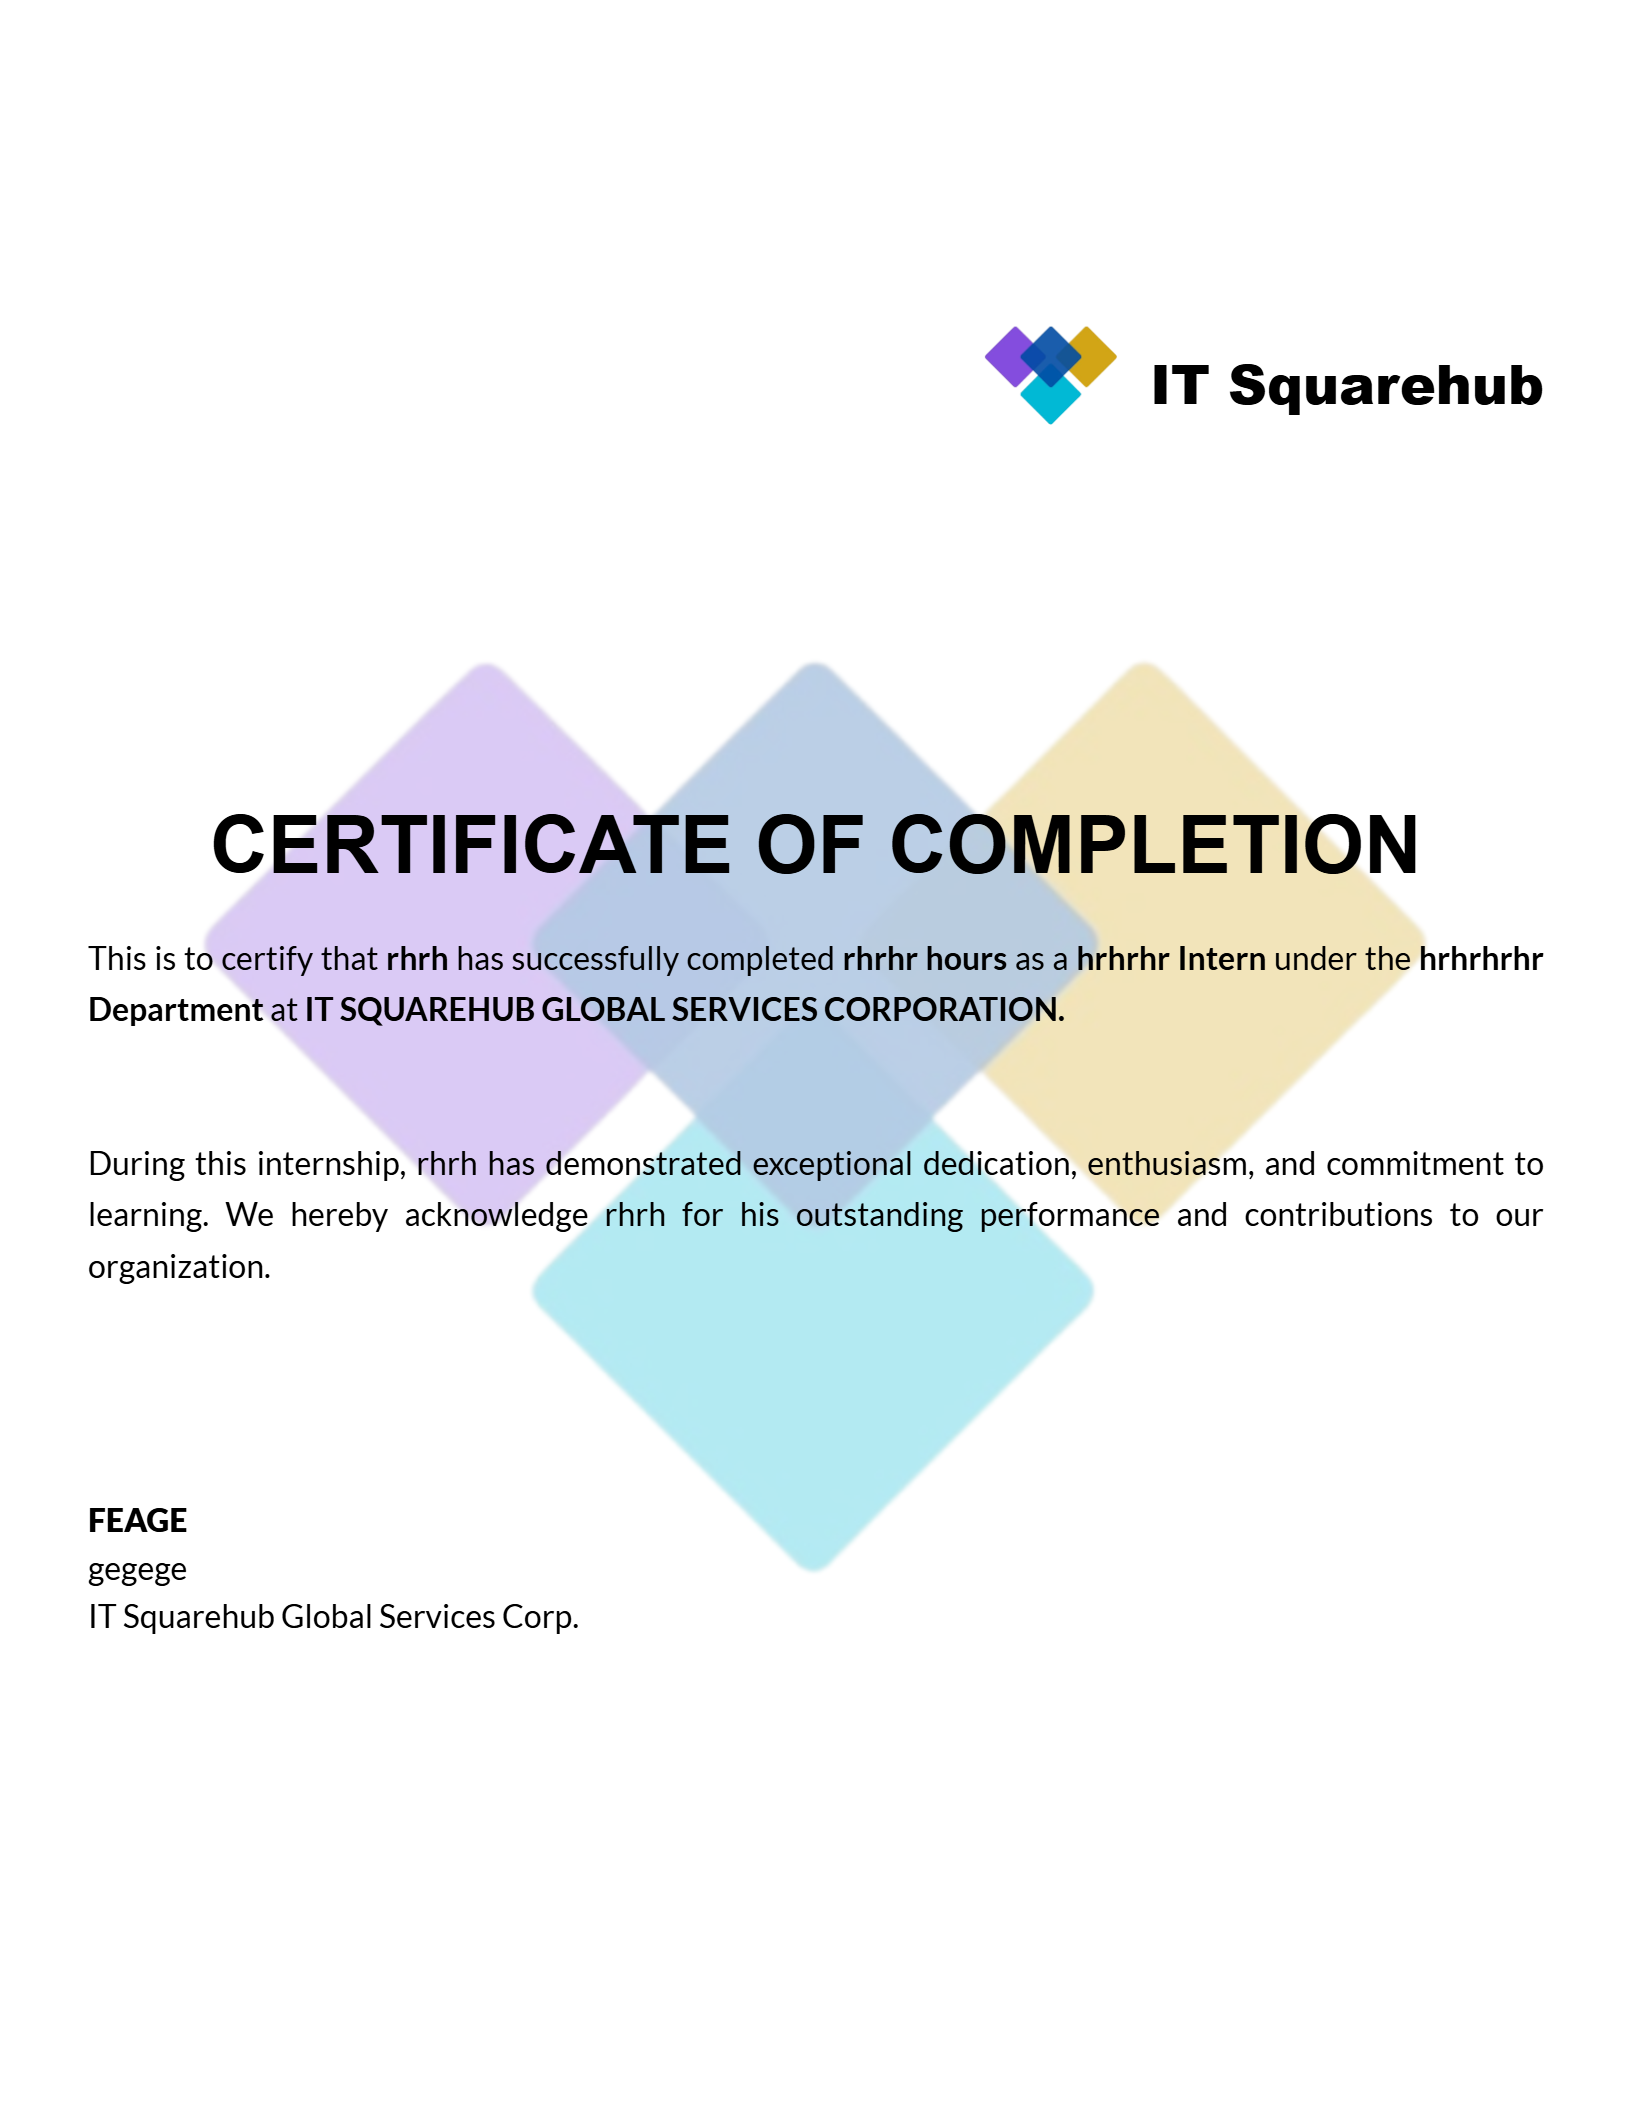 IT Squarehub
CERTIFICATE OF COMPLETION
This is to certify that rhrh has successfully completed rhrhr hours as a hrhrhr Intern under the hrhrhrhr
Department at IT SQUAREHUB GLOBAL SERVICES CORPORATION.
During this internship, rhrh has demonstrated exceptional dedication, enthusiasm, and commitment to
learning. We hereby acknowledge rhrh for his outstanding performance and contributions to our
organization.
FEAGE
gegege
IT Squarehub Global Services Corp.